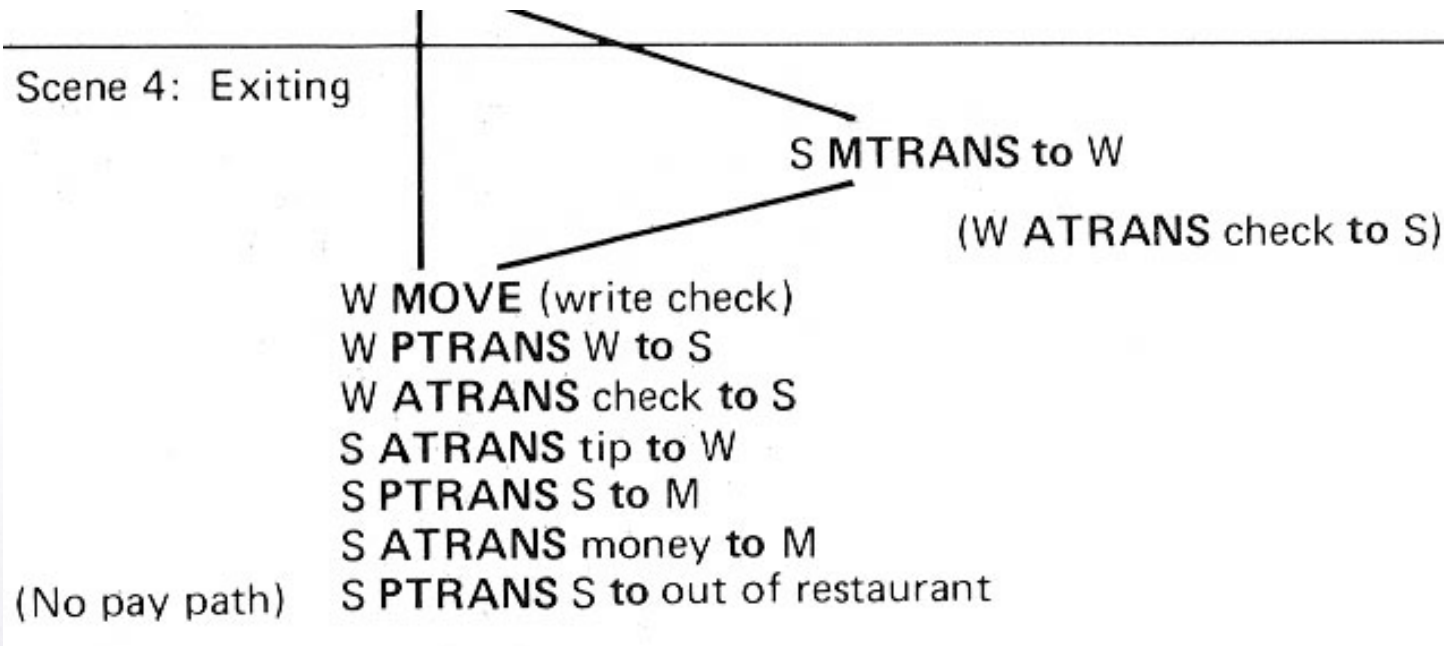 Scene 4: Exiting
S MTRANS to W
(W ATRANS check to S)
W MOVE (write check)
W PTRANS W to S
W ATRANS check to S
S ATRANS tip to W
S PTRANS S to M
S ATRANS money to M
(No pay path) S PTRANS S to out of restaurant